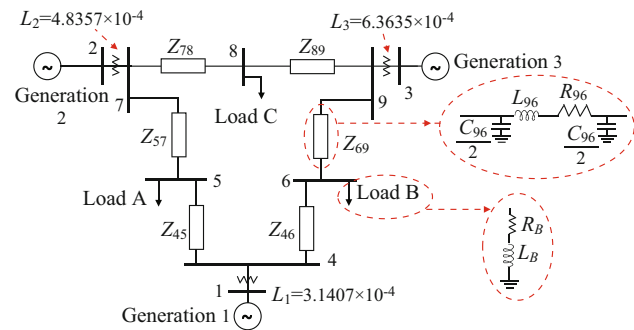 L₂=4.8357×10⁻⁴
L₃=6.3635×10⁻⁴
2
Z₇₈
8
Z₈₉
~
~
Generation
2
7
Load C
9
3
Generation 3
L₉₆
R₉₆
C₉₆
2
C₉₆
2
Z₅₇
Z₆₉
Load A
5
6
Load B
Z₄₅
Z₄₆
R_B
L_B
4
1
L₁=3.1407×10⁻⁴
Generation 1
~